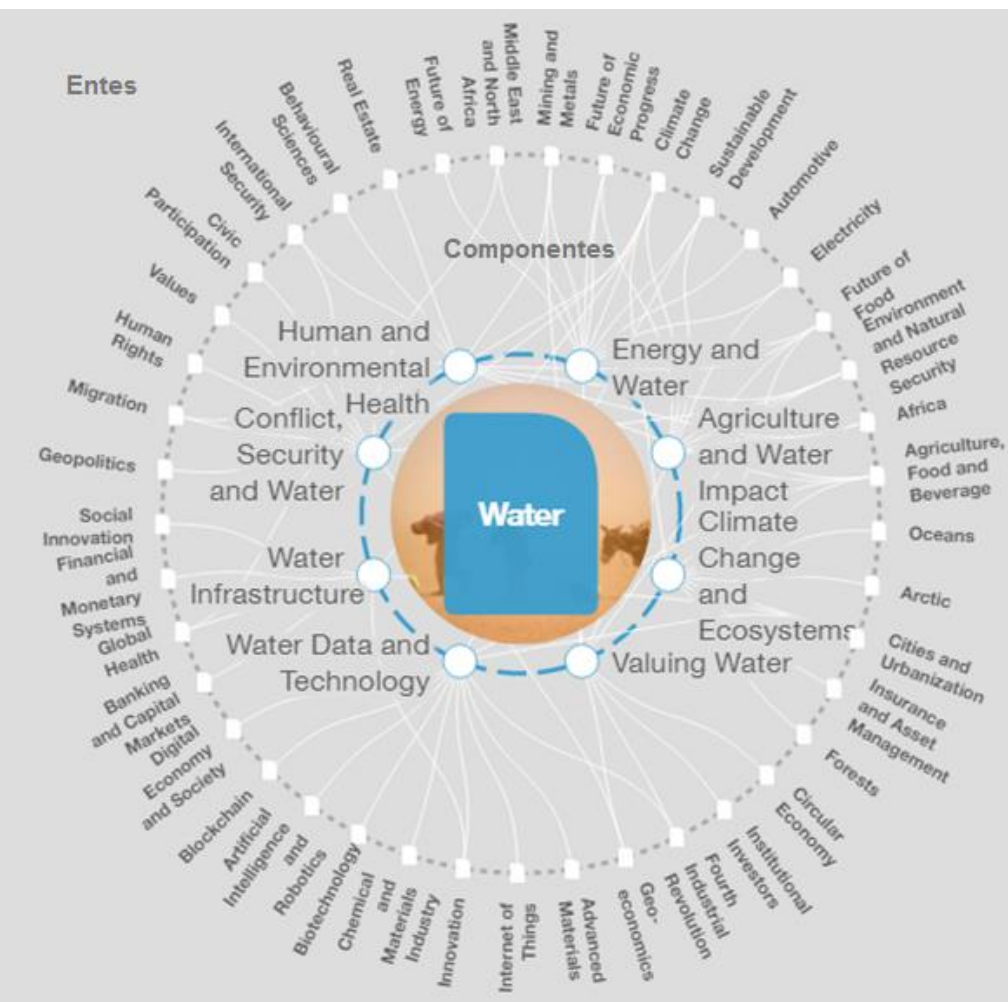 Entes
Componentes
Water
Human and
Environmental
Health
Conflict,
Security
and Water
Water
Infrastructure
Water Data and
Technology
Energy and
Water
Agriculture
and Water
Impact
Climate
Change
and
Ecosystems
Valuing Water
Middle East
and North
Africa
Mining and
Metals
Future of
Economic
Progress
Climate
Change
Sustainable
Development
Automotive
Electricity
Future of
Food
Environment
and Natural
Resource
Security
Africa
Agriculture,
Food and
Beverage
Oceans
Arctic
Cities and
Urbanization
Insurance
and Asset
Management
Forests
Circular
Economy
Institutional
Investors
Fourth
Industrial
Revolution
Geo-
economics
Advanced
Materials
Internet of
Things
Innovation
Chemical
and
Materials
Industry
Biotechnology
Artificial
Intelligence
and
Robotics
Blockchain
Digital
Economy
and Society
Banking
and Capital
Markets
Global
Health
Financial
and
Monetary
Systems
Social
Innovation
Geopolitics
Migration
Human
Rights
Values
Civic
Participation
International
Security
Behavioural
Sciences
Real Estate
Future of
Energy